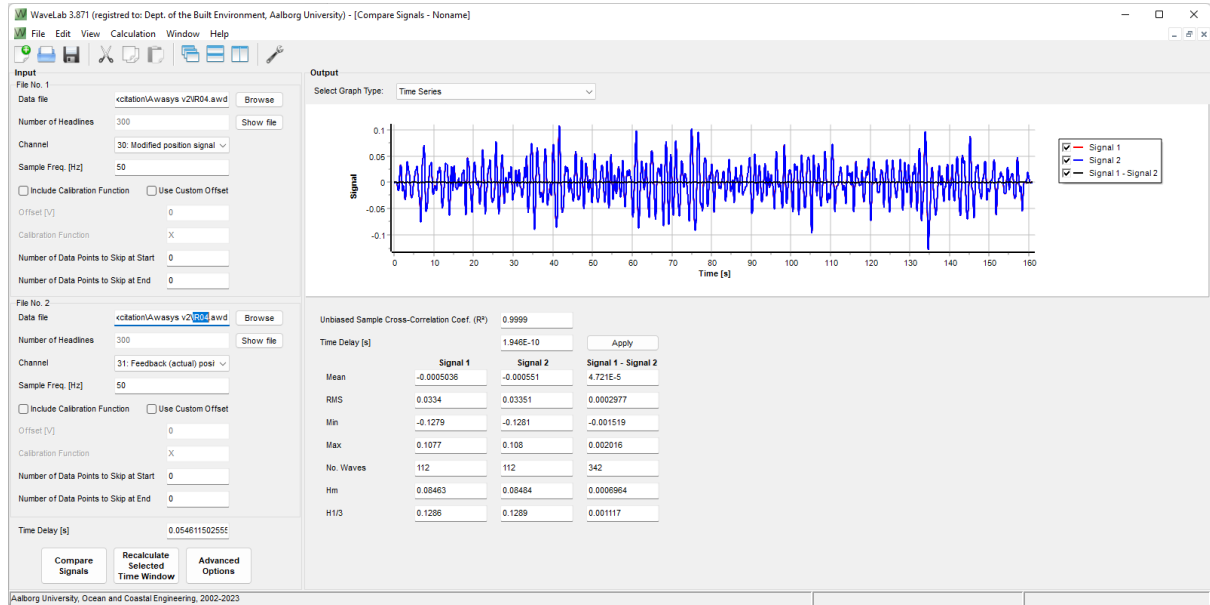 WaveLab 3.871 (registred to: Dept. of the Built Environment, Aalborg University) - [Compare Signals - Noname]
File Edit View Calculation Window Help
Input
File No. 1
Data file xcitation\Awasys v2\IR04.awd Browse
Number of Headlines 300 Show file
Channel 30: Modified position signal
Sample Freq. [Hz] 50
Include Calibration Function Use Custom Offset
Offset [V] 0
Calibration Function X
Number of Data Points to Skip at Start 0
Number of Data Points to Skip at End 0
File No. 2
Data file xcitation\Awasys v2\IR04.awd Browse
Number of Headlines 300 Show file
Channel 31: Feedback (actual) posi
Sample Freq. [Hz] 50
Include Calibration Function Use Custom Offset
Offset [V] 0
Calibration Function X
Number of Data Points to Skip at Start 0
Number of Data Points to Skip at End 0
Time Delay [s] 0.05461150255
Compare Signals
Recalculate Selected Time Window
Advanced Options
Output
Select Graph Type: Time Series
0.1
0.05
0
-0.05
-0.1
Signal
0 10 20 30 40 50 60 70 80 90 100 110 120 130 140 150 160
Time [s]
Signal 1
Signal 2
Signal 1 - Signal 2
Unbiased Sample Cross-Correlation Coef. (R²) 0.9999
Time Delay [s] 1.946E-10 Apply
Signal 1 Signal 2 Signal 1 - Signal 2
Mean -0.0005036 -0.000551 4.721E-5
RMS 0.0334 0.03351 0.0002977
Min -0.1279 -0.1281 -0.001519
Max 0.1077 0.108 0.002016
No. Waves 112 112 342
Hm 0.08463 0.08484 0.0006964
H1/3 0.1286 0.1289 0.001117
Aalborg University, Ocean and Coastal Engineering, 2002-2023